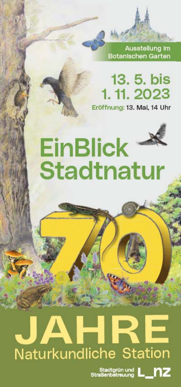 Ausstellung im
Botanischen Garten
13. 5. bis
1. 11. 2023
Eröffnung: 13. Mai, 14 Uhr
EinBlick
Stadtnatur
70
JAHRE
Naturkundliche Station
Stadtgrün und
Straßenbetreuung
L_nz